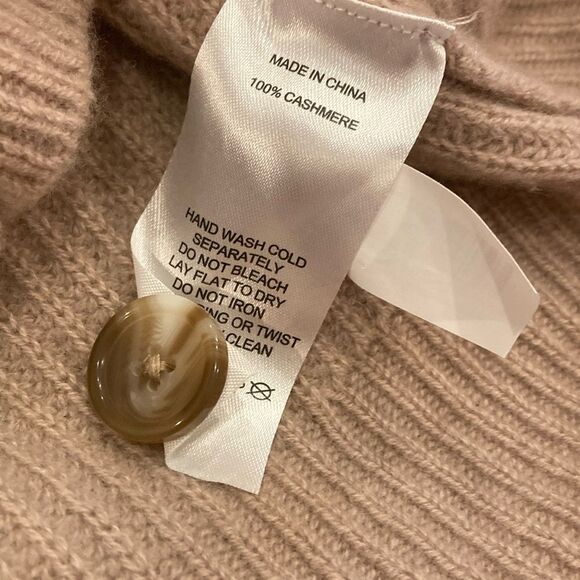 MADE IN CHINA
100% CASHMERE
HAND WASH COLD
SEPARATELY
DO NOT BLEACH
LAY FLAT TO DRY
DO NOT IRON
OR TWIST
CLEAN